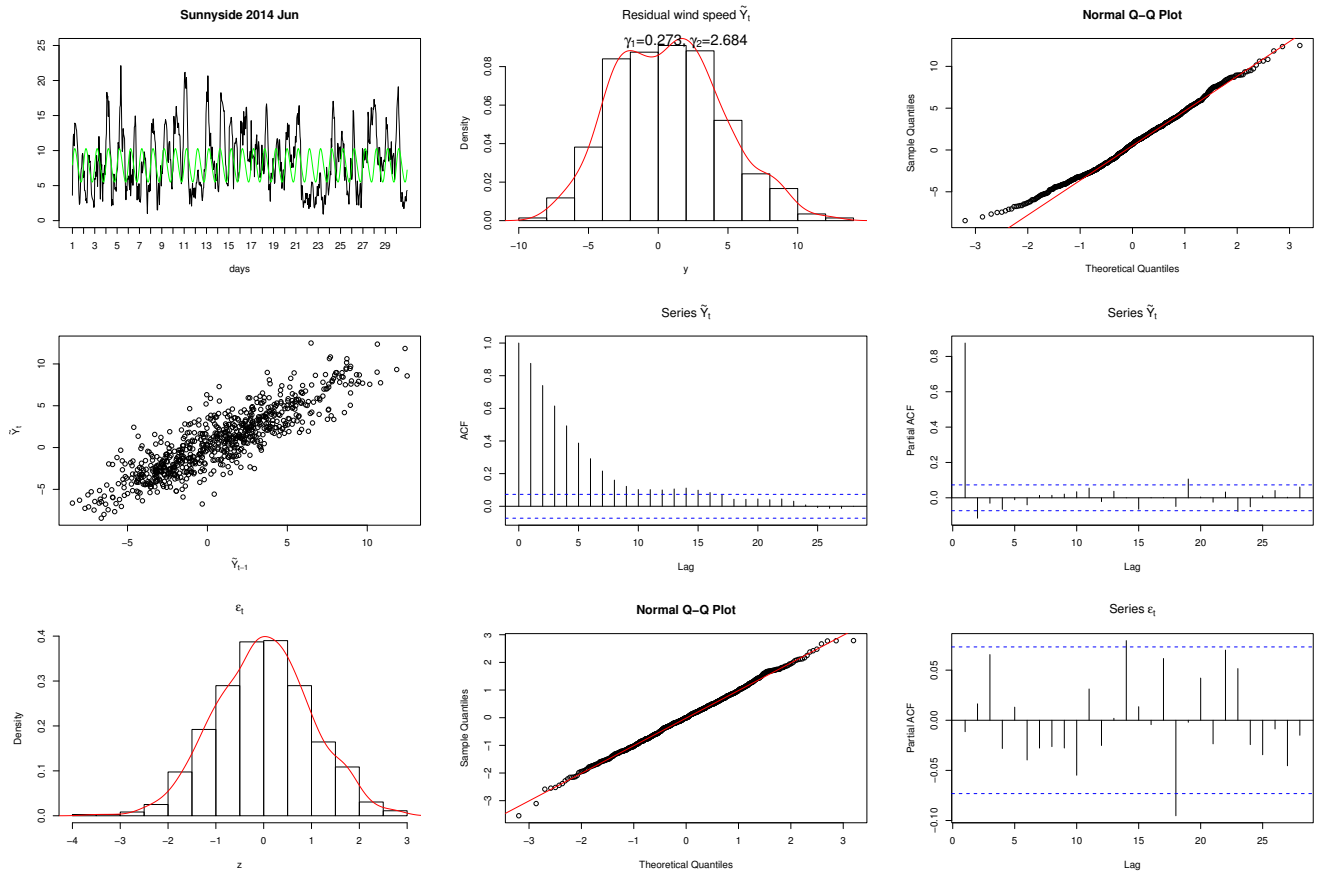 Sunnyside 2014 Jun
25
20
15
10
5
0
1 3 5 7 9 11 13 15 17 19 21 23 25 27 29
days
Residual wind speed Ỹt
γ1=0.273, γ2=2.684
Density
0.08
0.06
0.04
0.02
0.00
−10 −5 0 5 10
y
Normal Q−Q Plot
Sample Quantiles
10
5
0
−5
−3 −2 −1 0 1 2 3
Theoretical Quantiles
Ỹt
10
5
0
−5
−5 0 5 10
Ỹt−1
Series Ỹt
ACF
1.0
0.8
0.6
0.4
0.2
0.0
0 5 10 15 20 25
Lag
Series Ỹt
Partial ACF
0.8
0.6
0.4
0.2
0.0
0 5 10 15 20 25
Lag
εt
Density
0.4
0.3
0.2
0.1
0.0
−4 −3 −2 −1 0 1 2 3
z
Normal Q−Q Plot
Sample Quantiles
3
2
1
0
−1
−2
−3
−3 −2 −1 0 1 2 3
Theoretical Quantiles
Series εt
Partial ACF
0.05
0.00
−0.05
−0.10
0 5 10 15 20 25
Lag